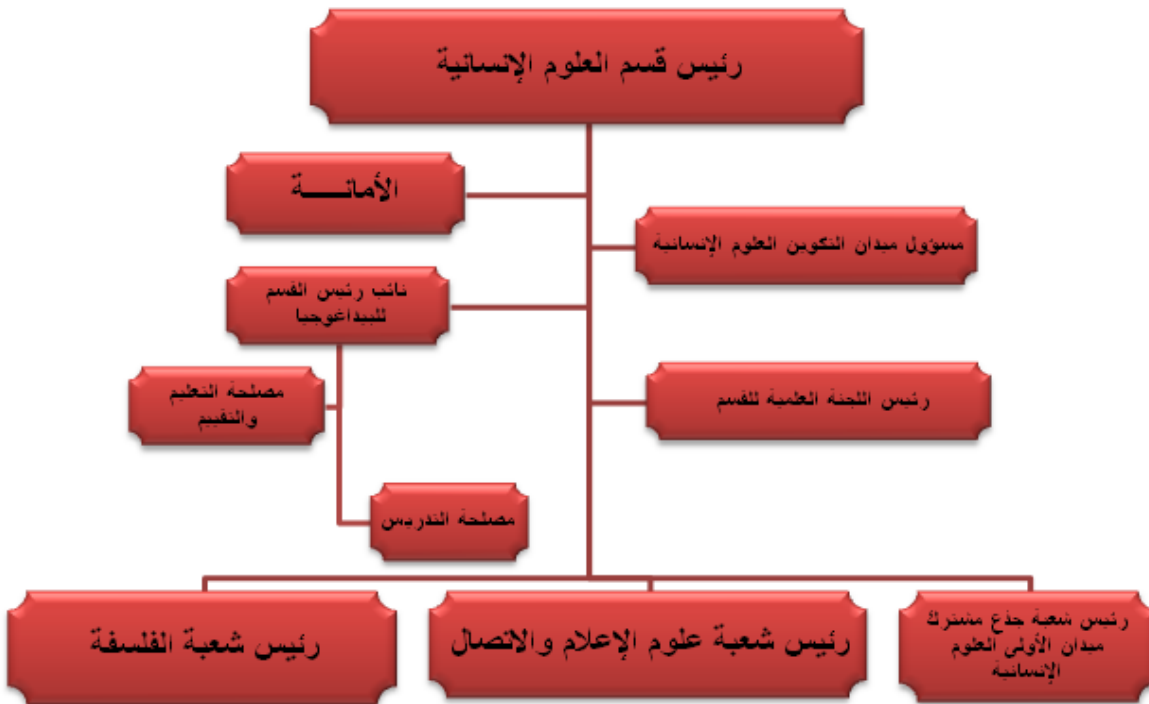 رئيس قسم العلوم الإنسانية
الأمانـــــة
مسؤول ميدان التكوين العلوم الإنسانية
نائب رئيس القسم
للبيداغوجيا
مصلحة التعليم
والتقييم
رئيس اللجنة العلمية للقسم
مصلحة التدريس
رئيس شعبة جذع مشترك
ميدان الأولى العلوم
الإنسانية
رئيس شعبة علوم الإعلام والاتصال
رئيس شعبة الفلسفة